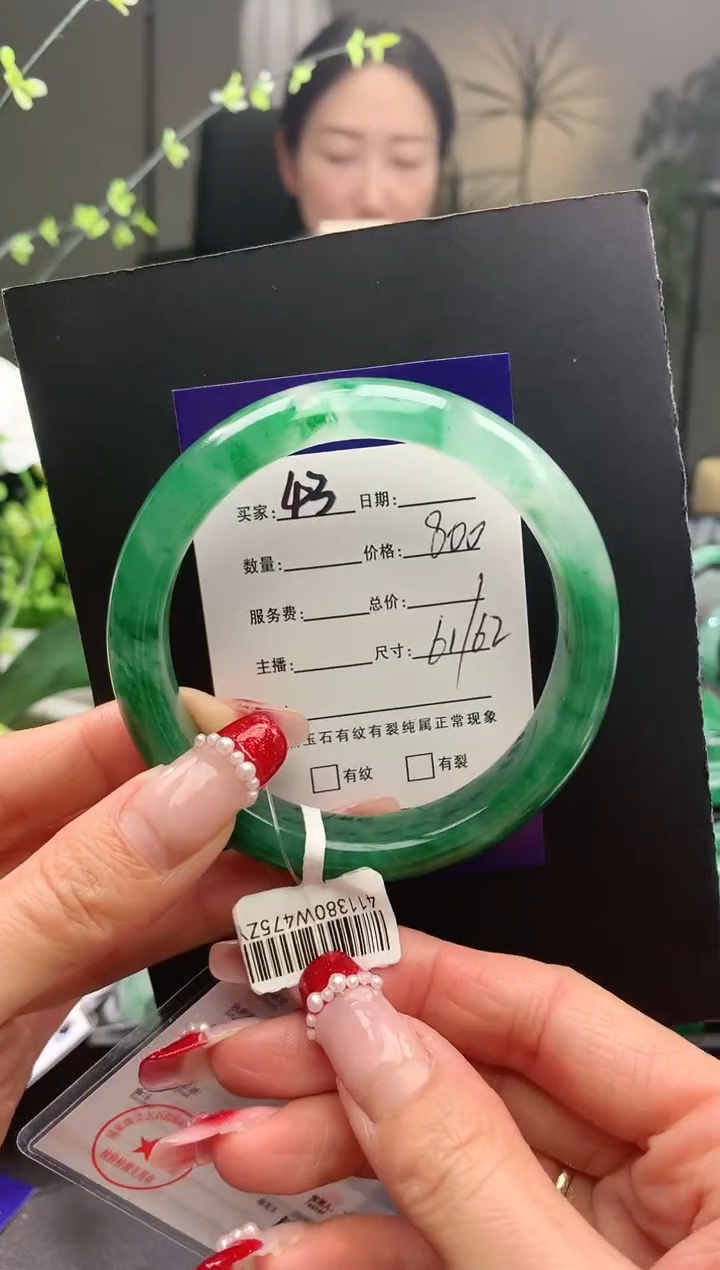 买家: 43 日期:
数量: 价格: 800
服务费: 总价:
主播: 尺寸: 61/62
玉石有纹有裂纯属正常现象
有纹 有裂
411380W475ZY